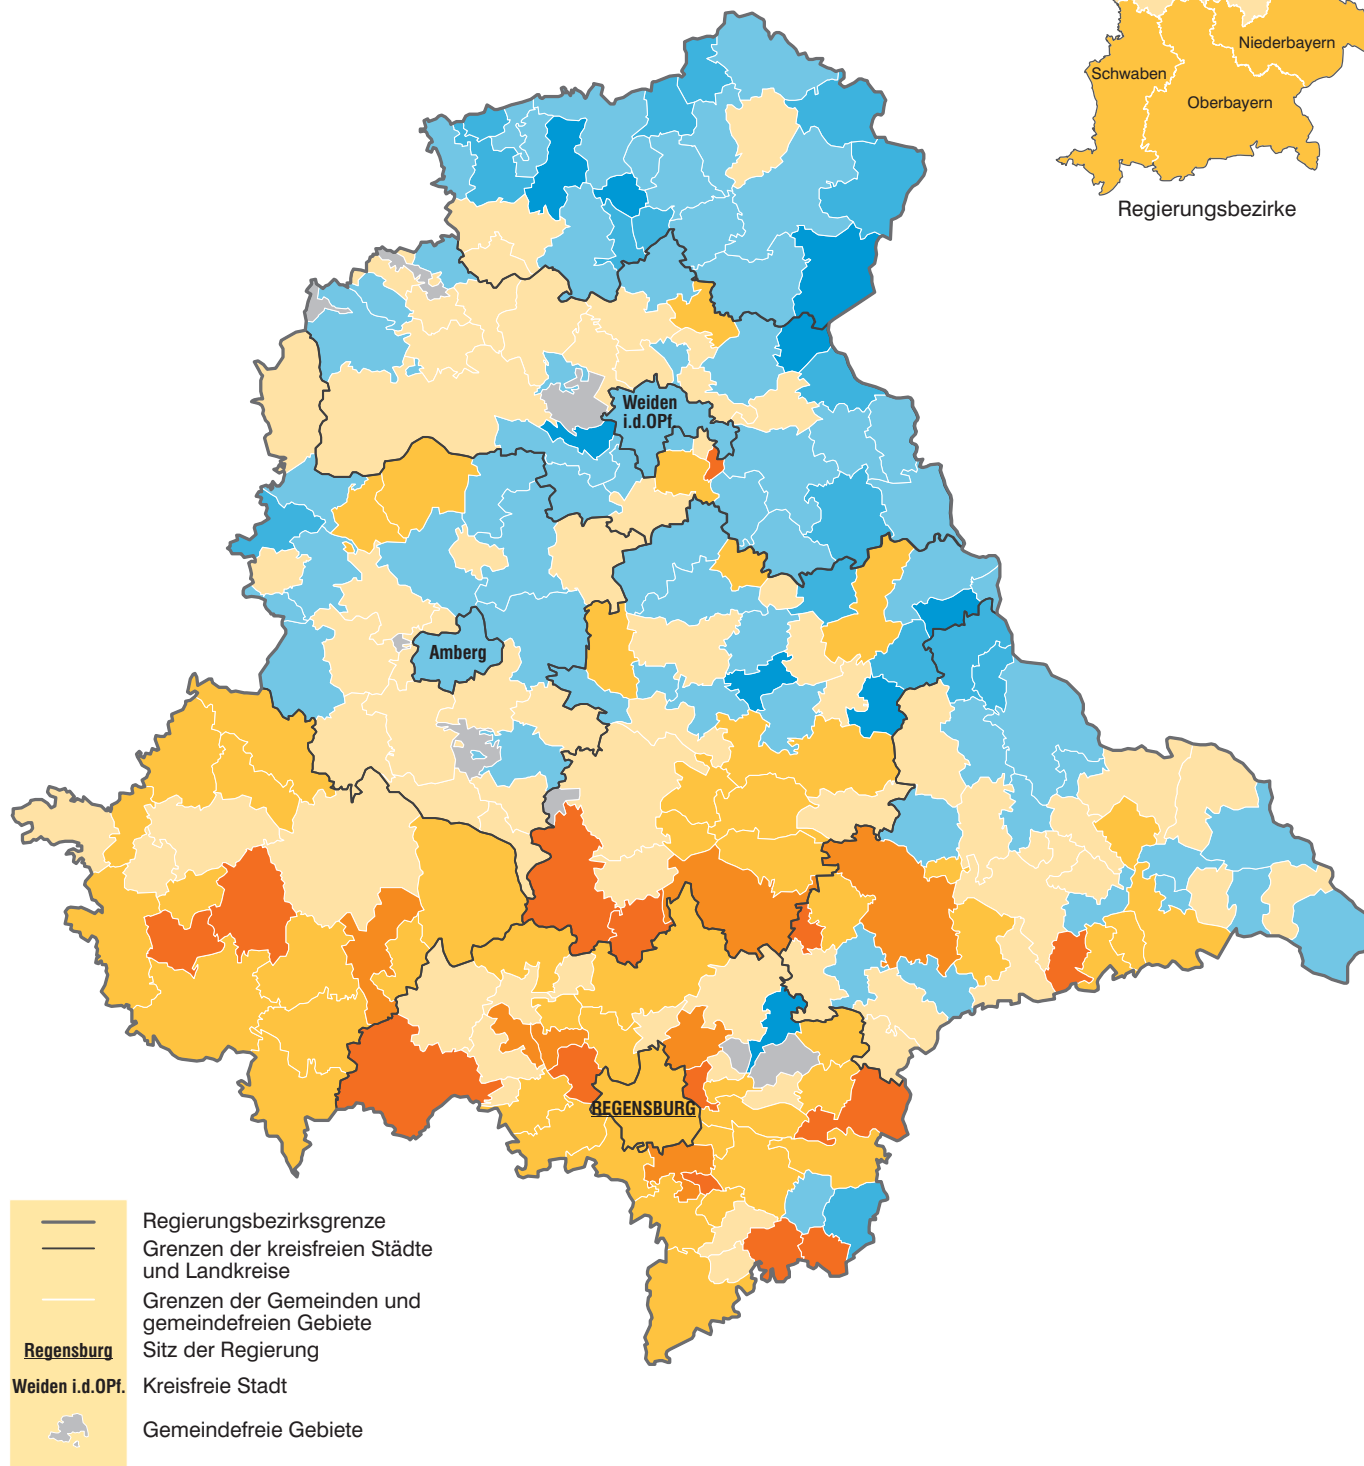 Niederbayern
Schwaben
Oberbayern
Regierungsbezirke
Weiden
i.d.OPf.
Amberg
REGENSBURG
Regierungsbezirksgrenze
Grenzen der kreisfreien Städte
und Landkreise
Grenzen der Gemeinden und
gemeindefreien Gebiete
Regensburg Sitz der Regierung
Weiden i.d.OPf. Kreisfreie Stadt
Gemeindefreie Gebiete